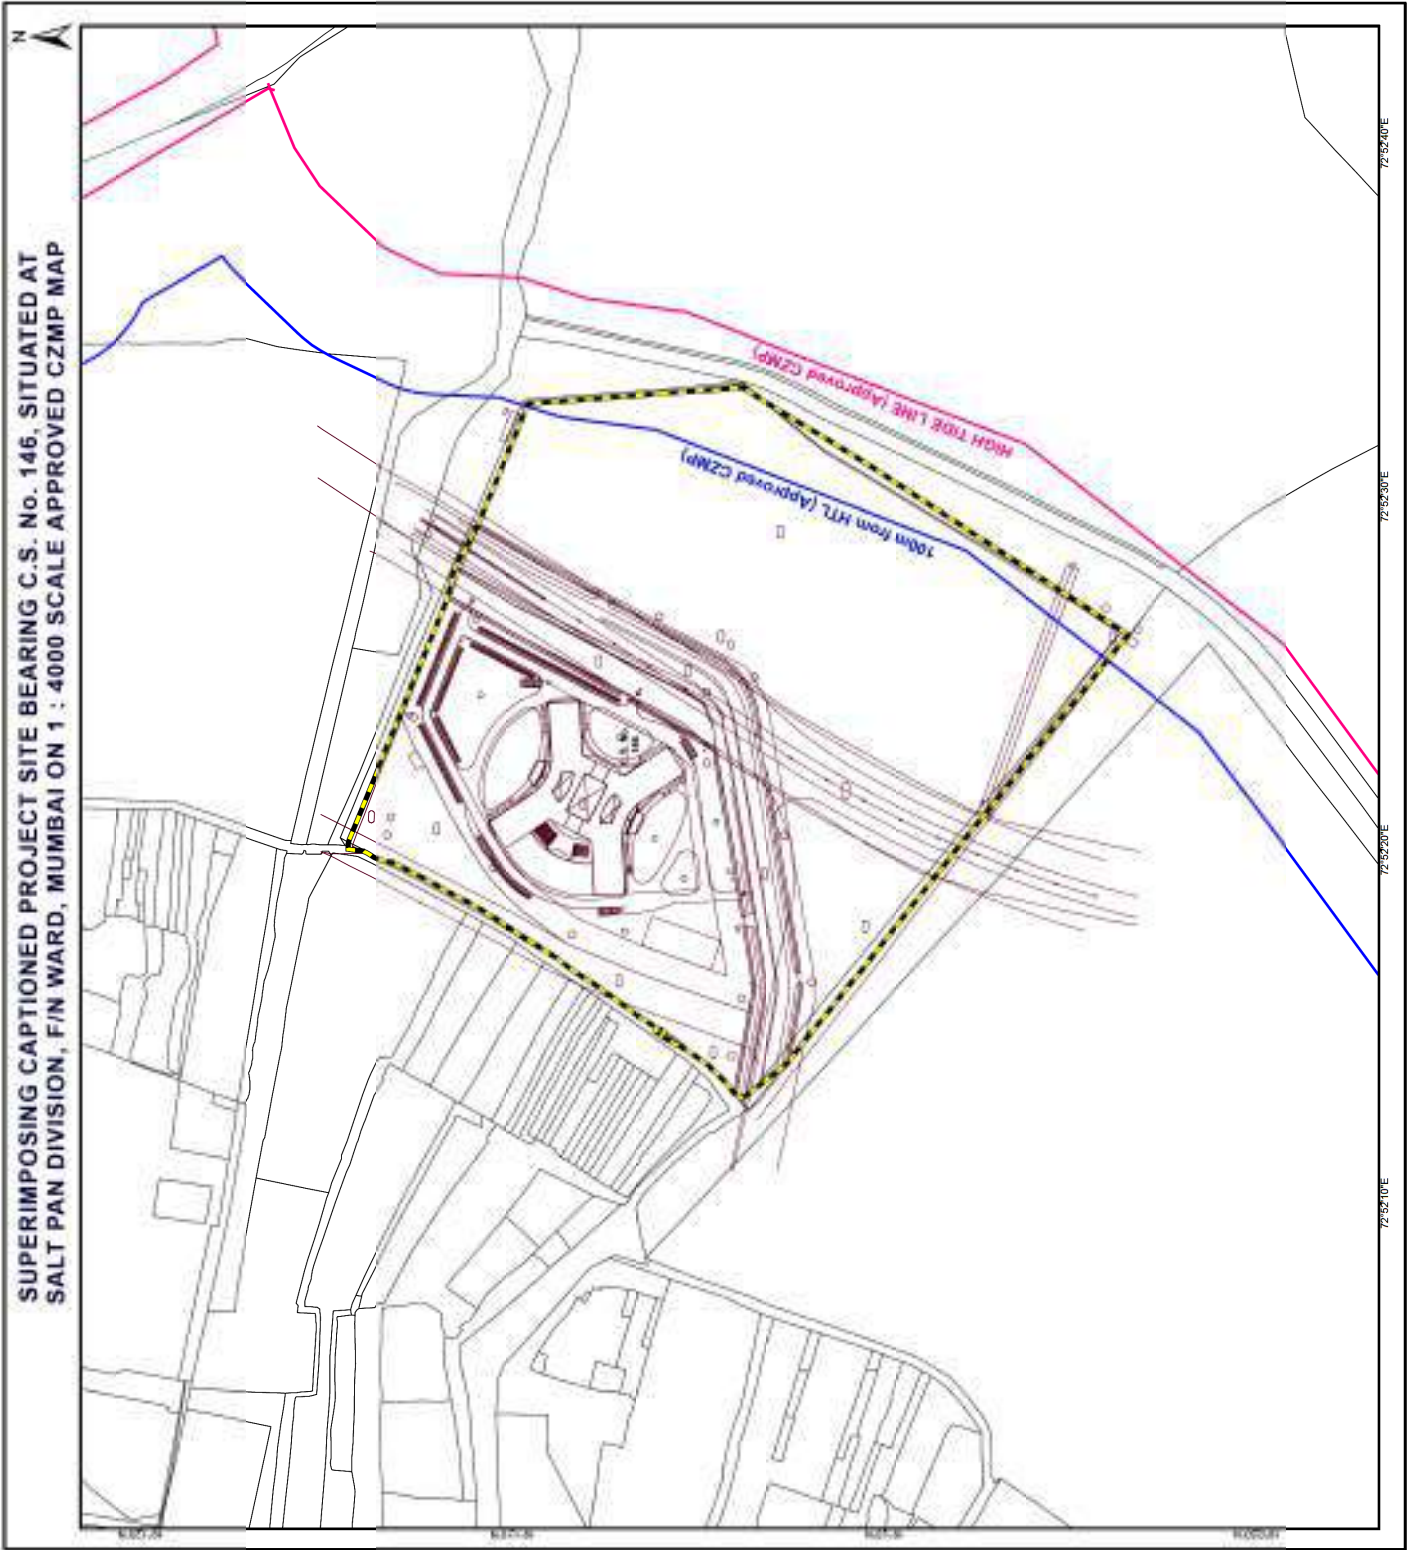 SUPERIMPOSING CAPTIONED PROJECT SITE BEARING C.S. No. 146, SITUATED AT
SALT PAN DIVISION, F/N WARD, MUMBAI ON 1 : 4000 SCALE APPROVED CZMP MAP
N
HIGH TIDE LINE (Approved CZMP)
100m from HTL (Approved CZMP)
72°52'40"E
72°52'30"E
72°52'20"E
72°52'10"E